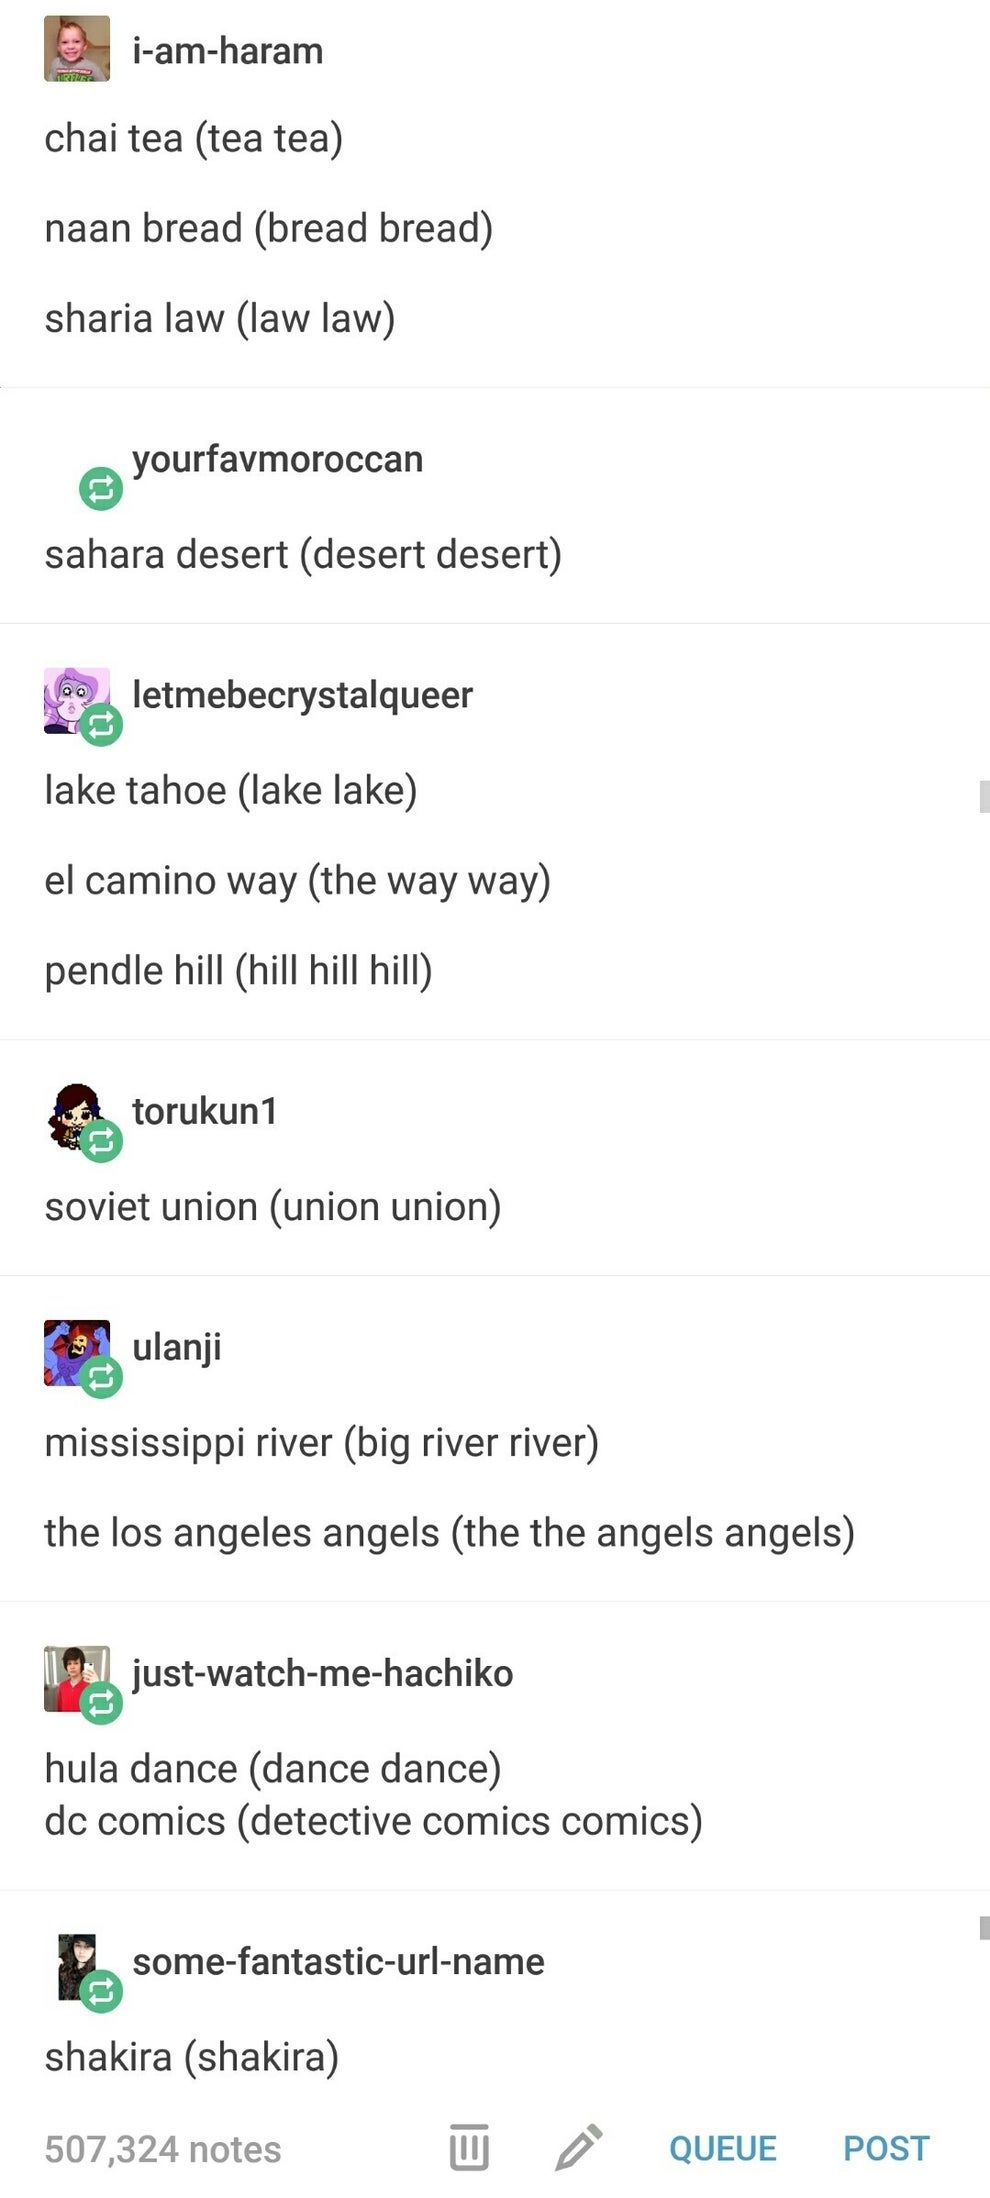 i-am-haram
chai tea (tea tea)
naan bread (bread bread)
sharia law (law law)
yourfavmoroccan
sahara desert (desert desert)
letmebecrystalqueer
lake tahoe (lake lake)
el camino way (the way way)
pendle hill (hill hill hill)
torukun1
soviet union (union union)
ulanji
mississippi river (big river river)
the los angeles angels (the the angels angels)
just-watch-me-hachiko
hula dance (dance dance)
dc comics (detective comics comics)
some-fantastic-url-name
shakira (shakira)
507,324 notes QUEUE POST